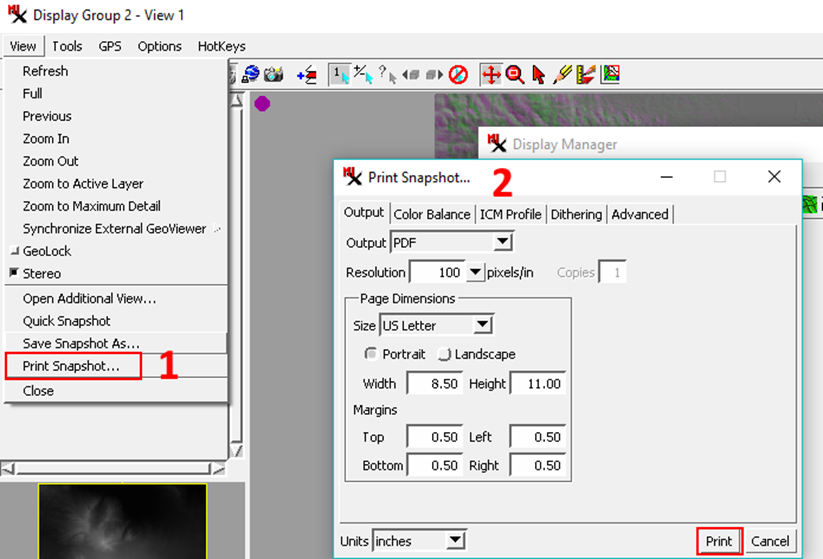 Display Group 2 - View 1
View Tools GPS Options HotKeys
Refresh
Full
Previous
Zoom In
Zoom Out
Zoom to Active Layer
Zoom to Maximum Detail
Synchronize External GeoViewer
GeoLock
Stereo
Open Additional View...
Quick Snapshot
Save Snapshot As...
Print Snapshot... 1
Close
Display Manager
Print Snapshot... 2
Output Color Balance ICM Profile Dithering Advanced
Output PDF
Resolution 100 pixels/in Copies 1
Page Dimensions
Size US Letter
Portrait Landscape
Width 8.50 Height 11.00
Margins
Top 0.50 Left 0.50
Bottom 0.50 Right 0.50
Units inches Print Cancel